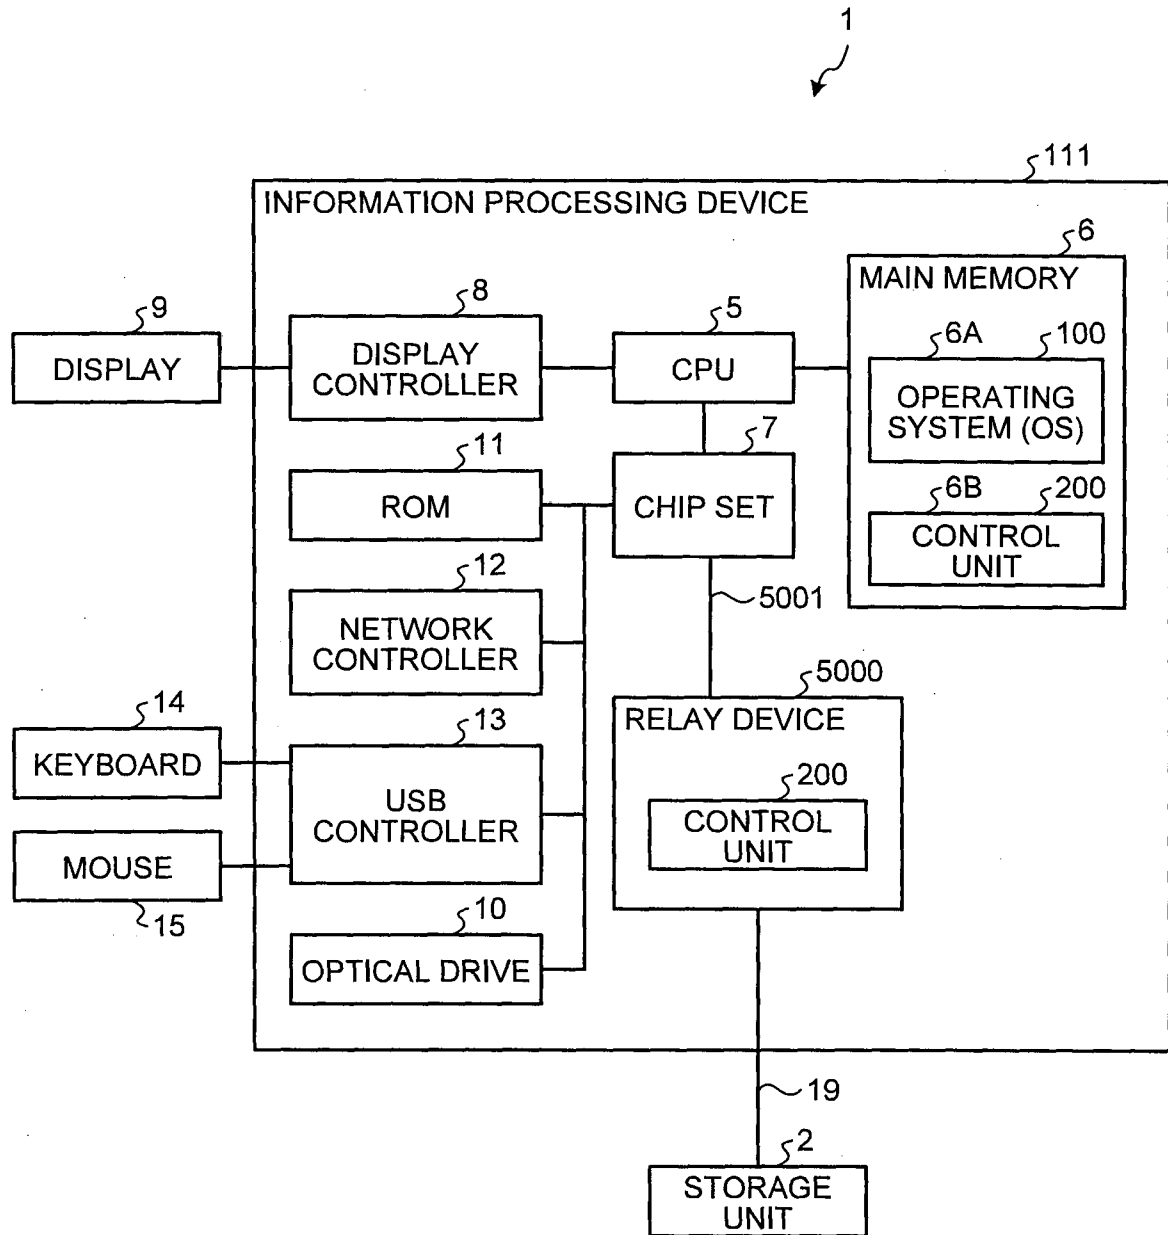 1
111
INFORMATION PROCESSING DEVICE
6
MAIN MEMORY
9
DISPLAY
8
DISPLAY
CONTROLLER
5
CPU
6A
100
OPERATING
SYSTEM (OS)
11
ROM
7
CHIP SET
6B
200
CONTROL
UNIT
12
NETWORK
CONTROLLER
5001
14
KEYBOARD
13
USB
CONTROLLER
5000
RELAY DEVICE
200
CONTROL
UNIT
MOUSE
15
10
OPTICAL DRIVE
19
2
STORAGE
UNIT